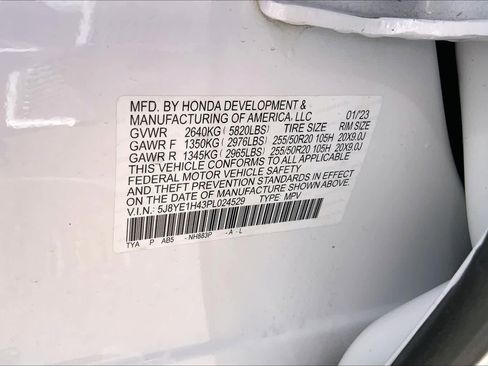 MFD. BY HONDA DEVELOPMENT &
MANUFACTURING OF AMERICA, LLC 01/'23
GVWR 2640KG ( 5820LBS) TIRE SIZE RIM SIZE
GAWR F 1350KG ( 2976LBS) 255/50R20 105H 20X9.0J
GAWR R 1345KG ( 2965LBS) 255/50R20 105H 20X9.0J
THIS VEHICLE CONFORMS TO ALL APPLICABLE
FEDERAL MOTOR VEHICLE SAFETY
AND THEFT PREVENTION STANDARDS IN EFFECT ON
THE DATE OF MANUFACTURE SHOWN ABOVE.
V.I.N.: 5J8YE1H43PL024529 TYPE: MPV
TYA P AB5 - NH883P - A - L